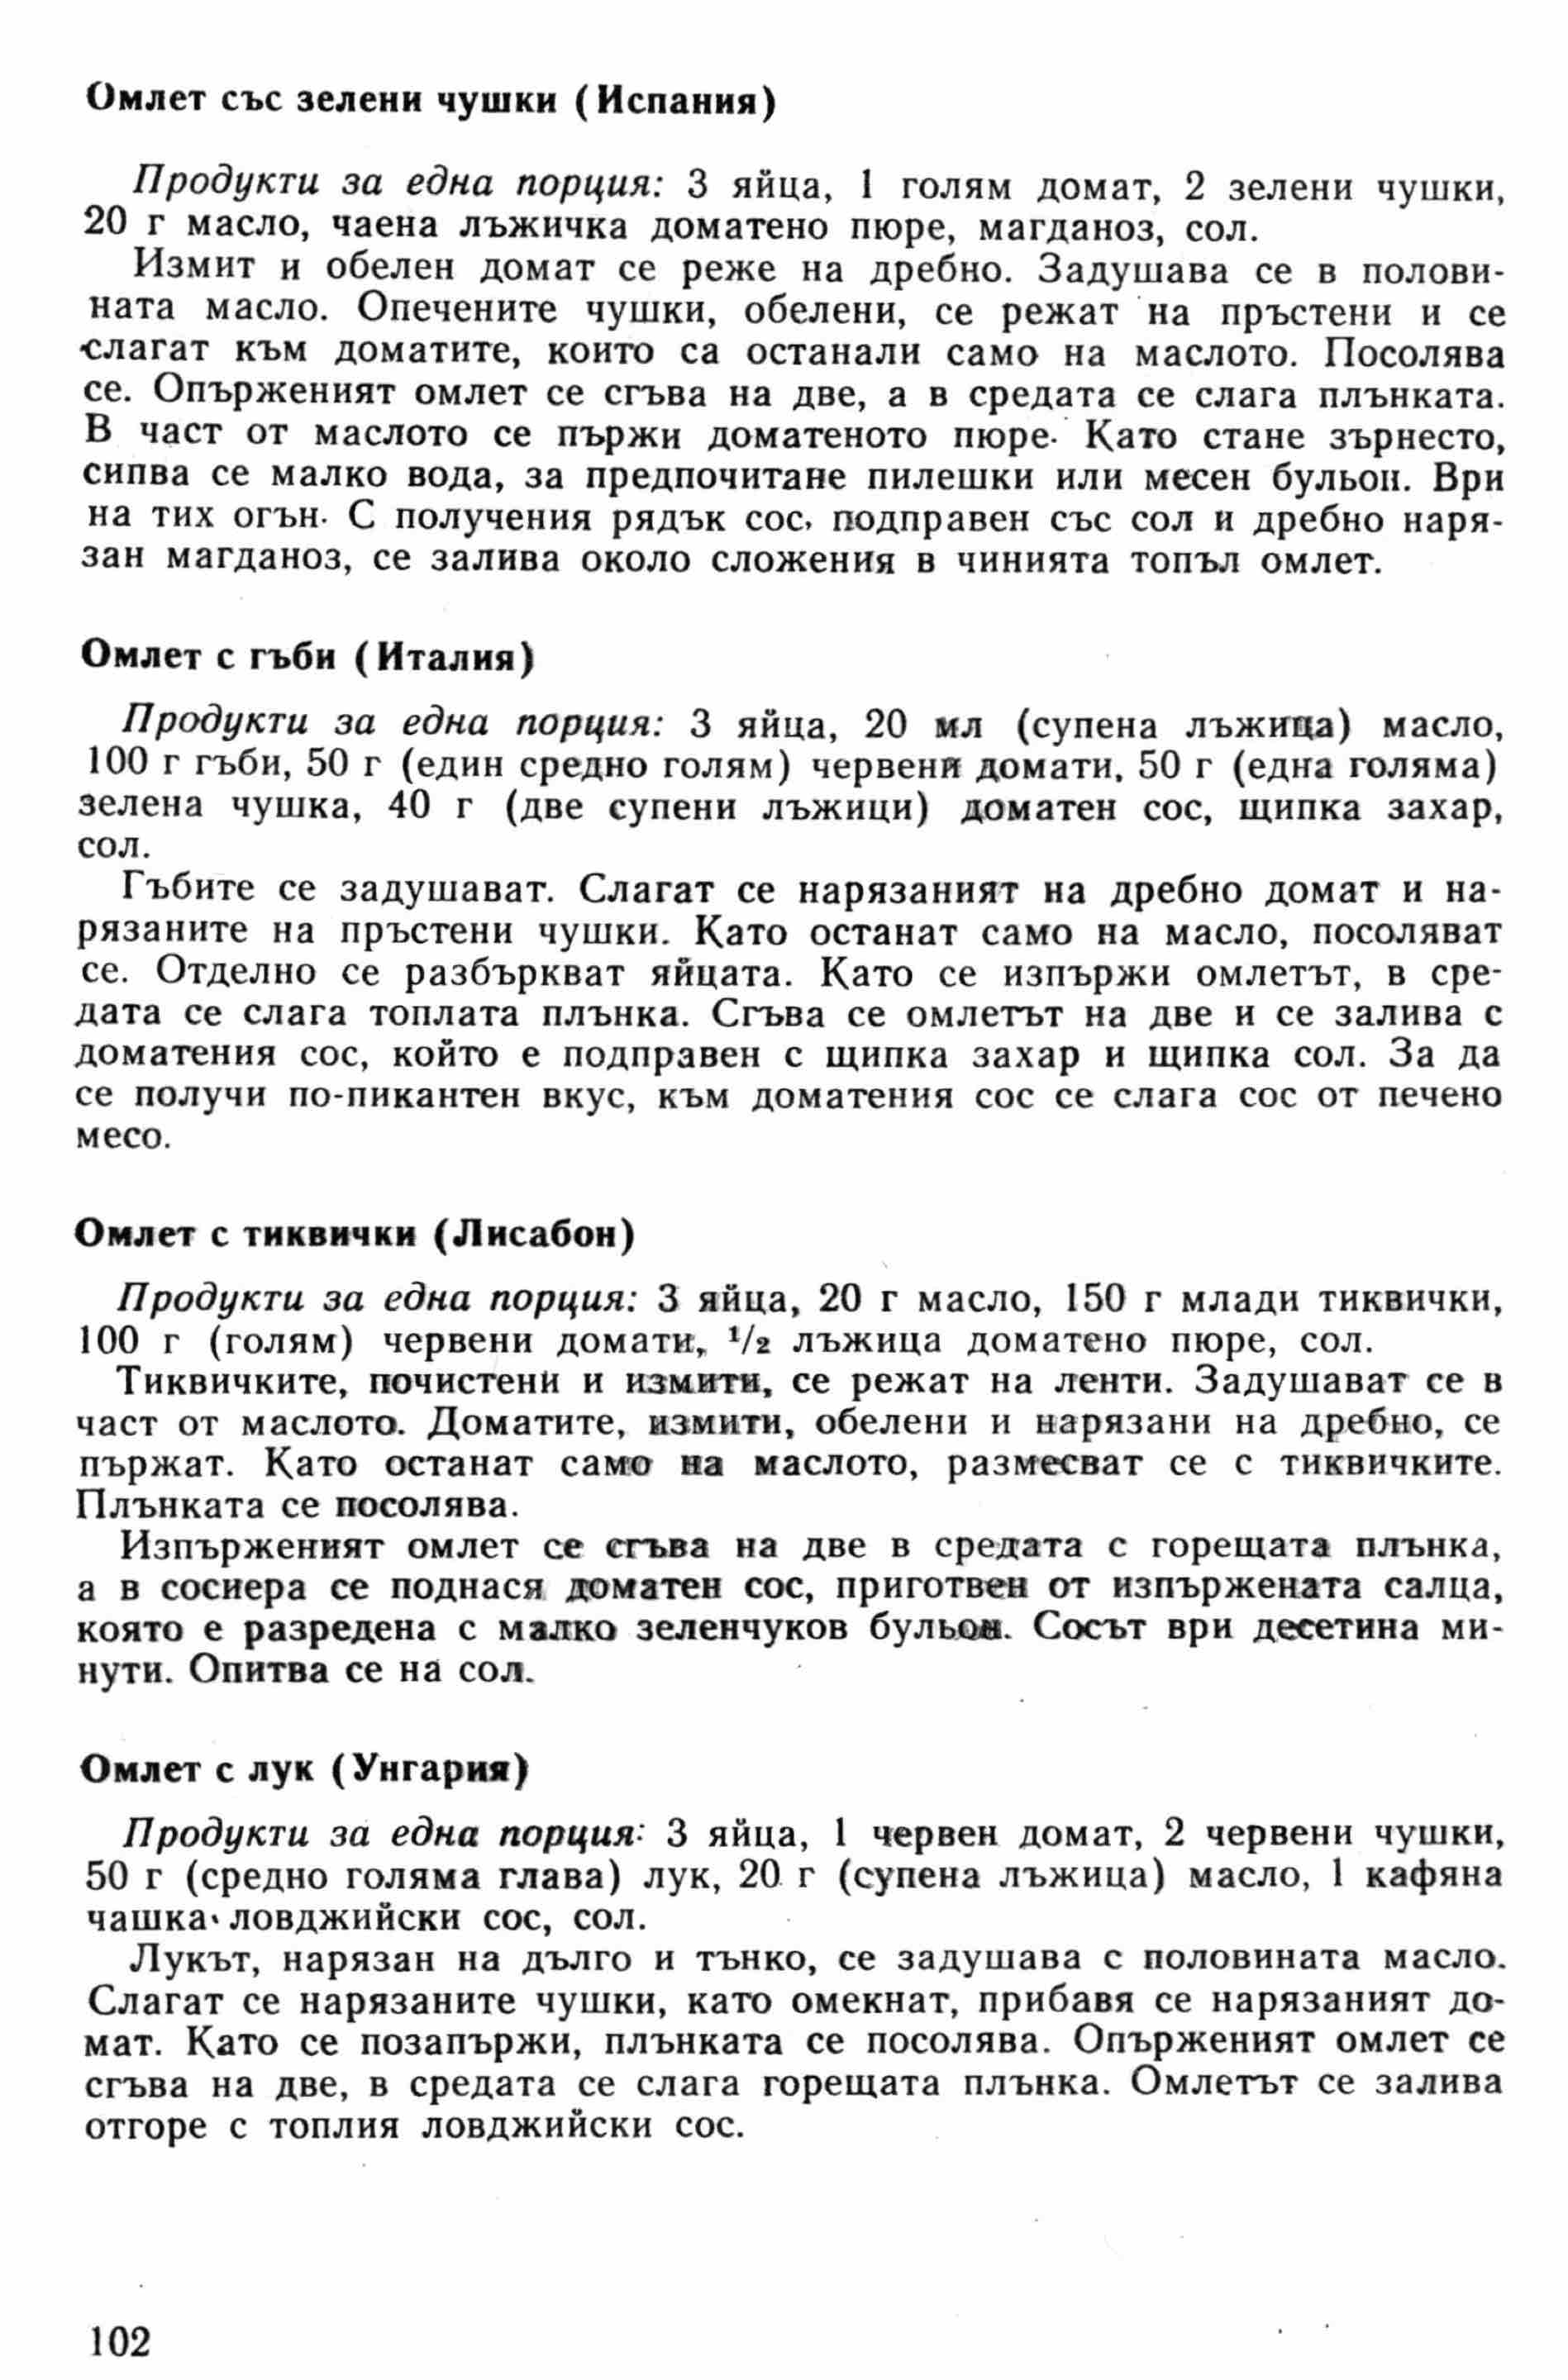 Омлет със зелени чушки (Испания)
Продукти за една порция: 3 яйца, 1 голям домат, 2 зелени чушки,
20 г масло, чаена лъжичка доматено пюре, магданоз, сол.
Измит и обелен домат се реже на дребно. Задушава се в полови-
ната масло. Опечените чушки, обелени, се режат на пръстени и се
слагат към доматите, които са останали само на маслото. Посолява
се. Опърженият омлет се сгъва на две, а в средата се слага плънката.
В част от маслото се пържи доматеното пюре. Като стане зърнесто,
сипва се малко вода, за предпочитане пилешки или месен бульон. Ври
на тих огън. С получения рядък сос, подправен със сол и дребно наря-
зан магданоз, се залива около сложения в чинията топъл омлет.
Омлет с гъби (Италия)
Продукти за една порция: 3 яйца, 20 мл (супена лъжица) масло,
100 г гъби, 50 г (един средно голям) червени домати, 50 г (една голяма)
зелена чушка, 40 г (две супени лъжици) доматен сос, щипка захар,
сол.
Гъбите се задушават. Слагат се нарязаният на дребно домат и на-
рязаните на пръстени чушки. Като останат само на масло, посоляват
се. Отделно се разбъркват яйцата. Като се изпържи омлетът, в сре-
дата се слага топлата плънка. Сгъва се омлетът на две и се залива с
доматения сос, който е подправен с щипка захар и щипка сол. За да
се получи по-пикантен вкус, към доматения сос се слага сос от печено
месо.
Омлет с тиквички (Лисабон)
Продукти за една порция: 3 яйца, 20 г масло, 150 г млади тиквички,
100 г (голям) червени домати, 1/2 лъжица доматено пюре, сол.
Тиквичките, почистени и измити, се режат на ленти. Задушават се в
част от маслото. Доматите, измити, обелени и нарязани на дребно, се
пържат. Като останат само на маслото, размесват се с тиквичките.
Плънката се посолява.
Изпърженият омлет се сгъва на две в средата с горещата плънка,
а в сосиера се поднася доматен сос, приготвен от изпържената салца,
която е разредена с малко зеленчуков бульон. Сосът ври десетина ми-
нути. Опитва се на сол.
Омлет с лук (Унгария)
Продукти за една порция: 3 яйца, 1 червен домат, 2 червени чушки,
50 г (средно голяма глава) лук, 20 г (супена лъжица) масло, 1 кафяна
чашка ловджийски сос, сол.
Лукът, нарязан на дълго и тънко, се задушава с половината масло.
Слагат се нарязаните чушки, като омекнат, прибавя се нарязаният до-
мат. Като се позапържи, плънката се посолява. Опърженият омлет се
сгъва на две, в средата се слага горещата плънка. Омлетът се залива
отгоре с топлия ловджийски сос.
102